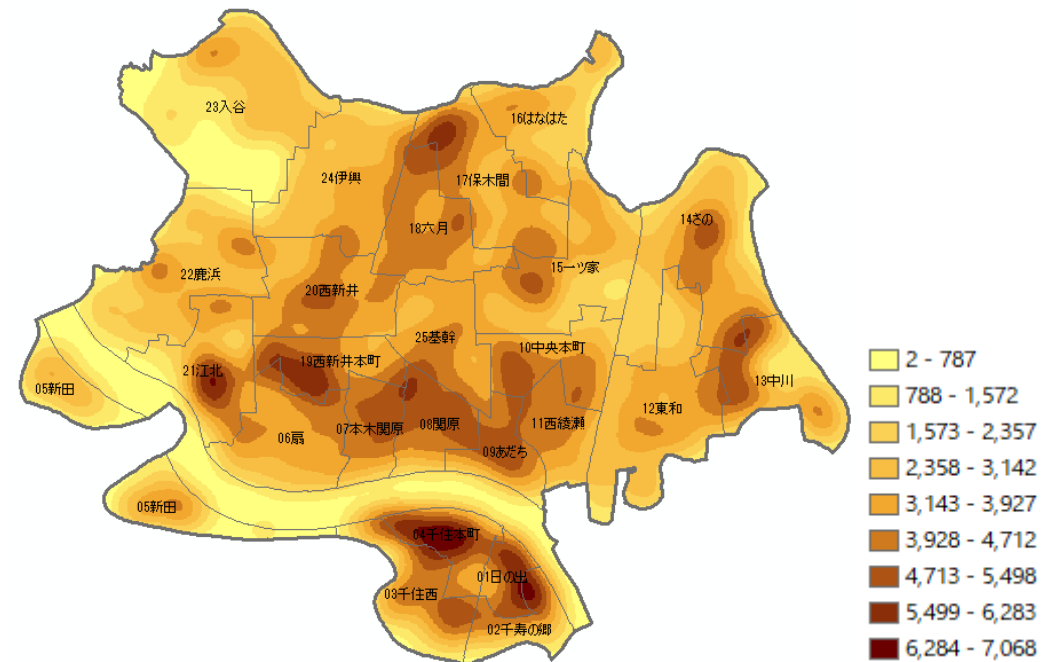 23入谷
16はなはた
24伊興
17保木間
14さの
18六月
22鹿浜
15一ツ家
20西新井
25基幹
10中央本町
19西新井本町
21江北
13中川
05新田
12東和
11西綾瀬
08関原
07本木関原
06扇
09あだち
05新田
04千住本町
01日の出
03千住西
02千寿の郷
2 - 787
788 - 1,572
1,573 - 2,357
2,358 - 3,142
3,143 - 3,927
3,928 - 4,712
4,713 - 5,498
5,499 - 6,283
6,284 - 7,068